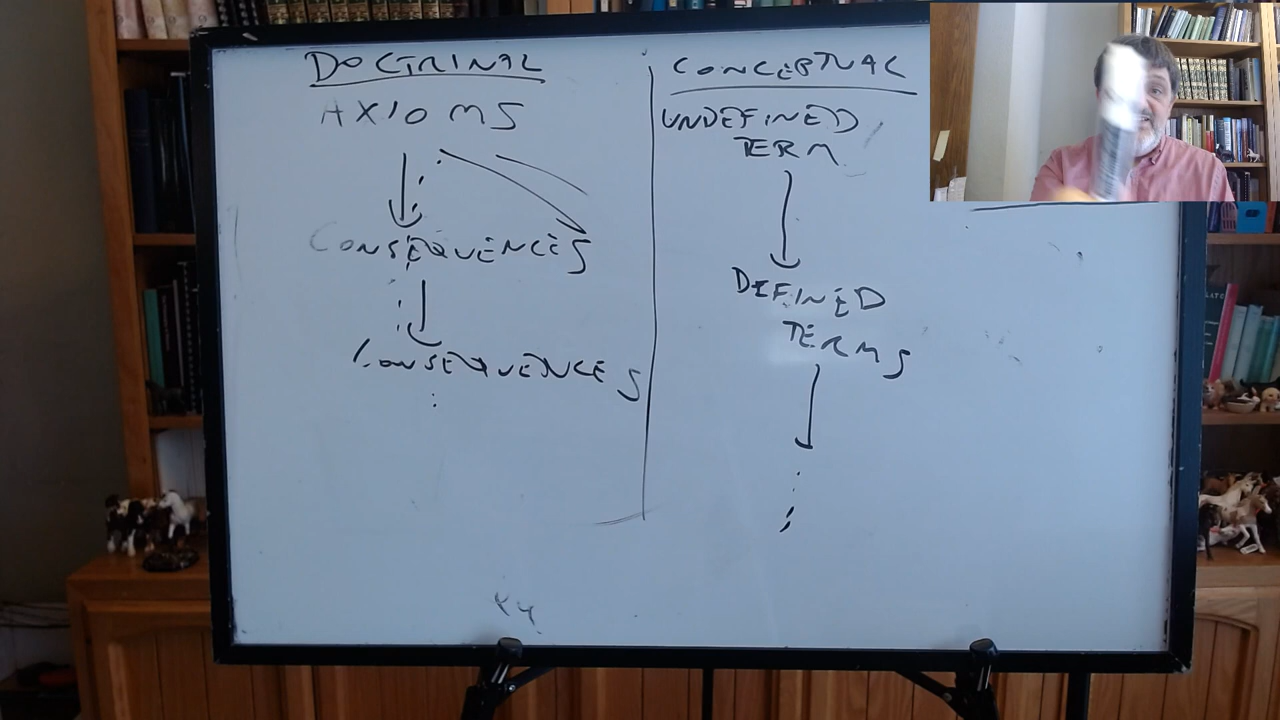 DOCTRINAL
AXIOMS
CONSEQUENCES
CONSEQUENCES
CONCEPTUAL
UNDEFINED
TERM
DEFINED
TERMS